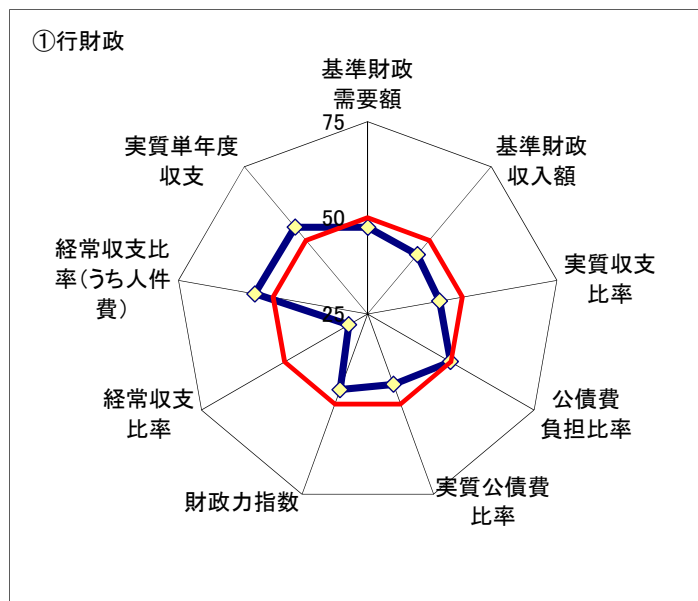 ①行財政
基準財政
需要額
75
50
25
基準財政
収入額
実質収支
比率
公債費
負担比率
実質公債費
比率
財政力指数
経常収支
比率
経常収支比
率(うち人件
費)
実質単年度
収支